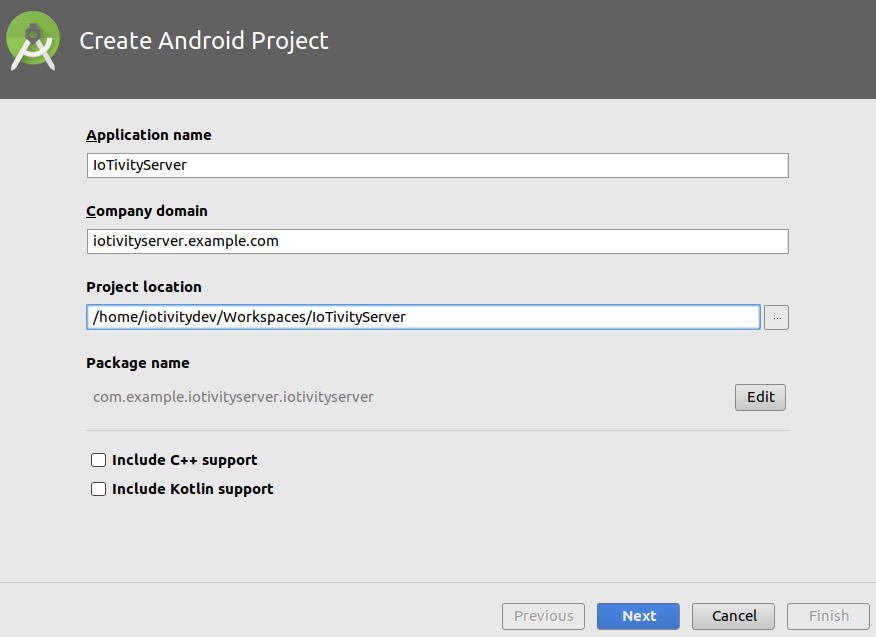 Create Android Project
Application name
IoTivityServer
Company domain
iotivityserver.example.com
Project location
/home/iotivitydev/Workspaces/IoTivityServer
...
Package name
com.example.iotivityserver.iotivityserver
Edit
Include C++ support
Include Kotlin support
Previous Next Cancel Finish